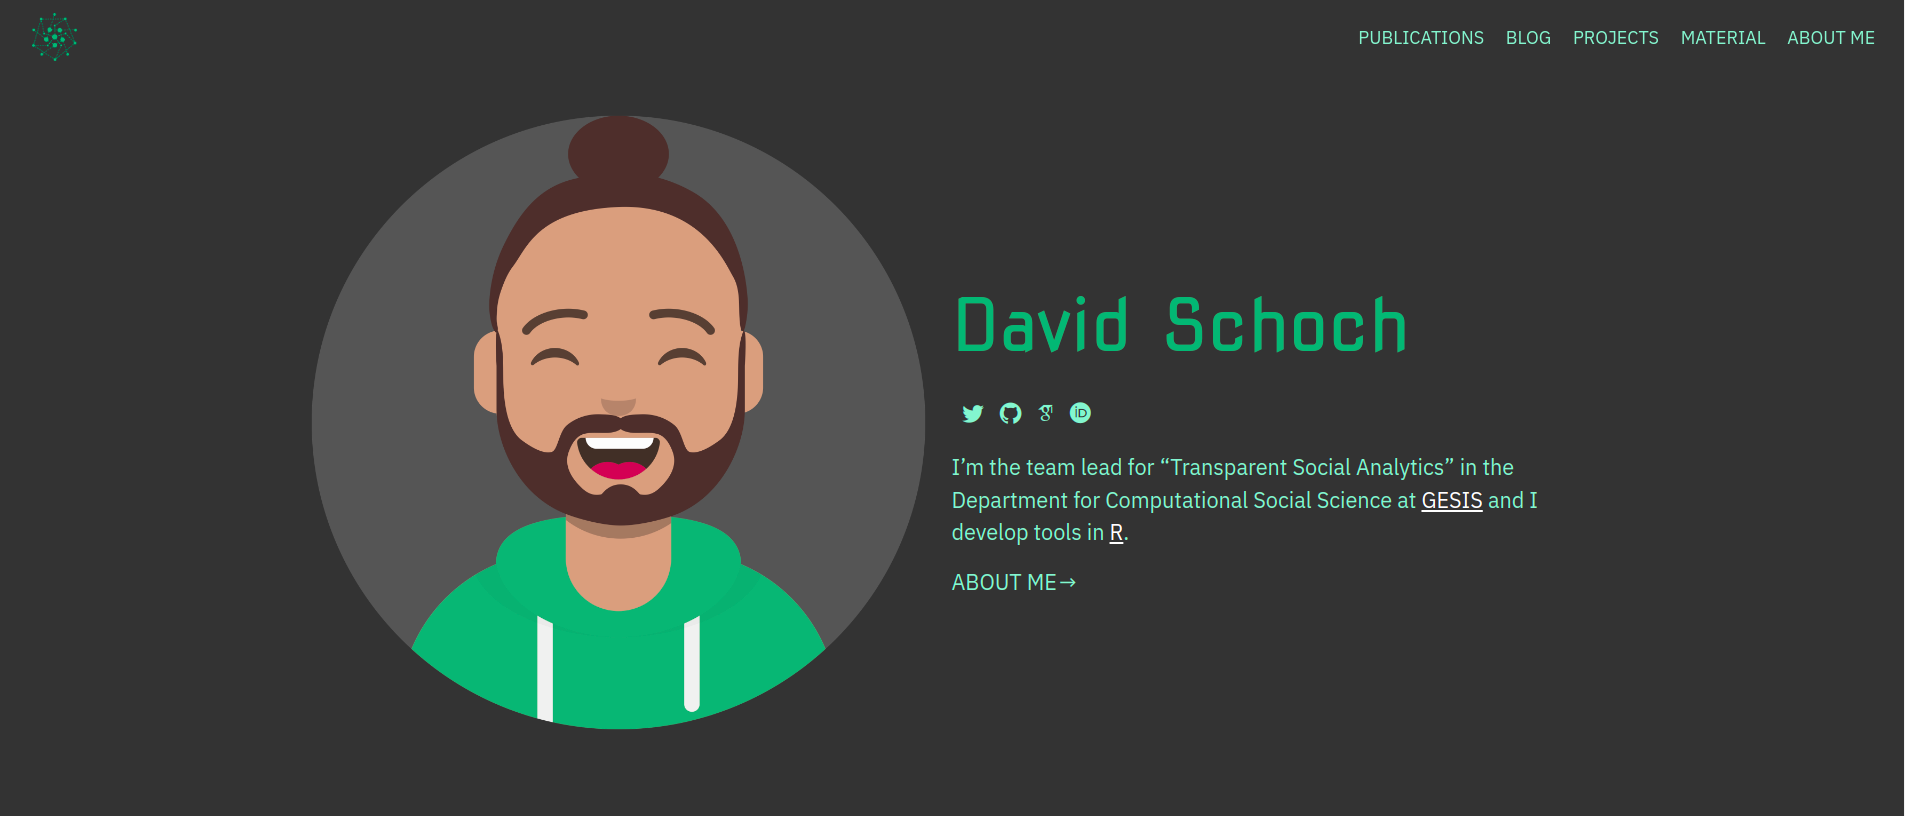 PUBLICATIONS BLOG PROJECTS MATERIAL ABOUT ME
David Schoch
iD
I’m the team lead for “Transparent Social Analytics” in the
Department for Computational Social Science at GESIS and I
develop tools in R.
ABOUT ME→